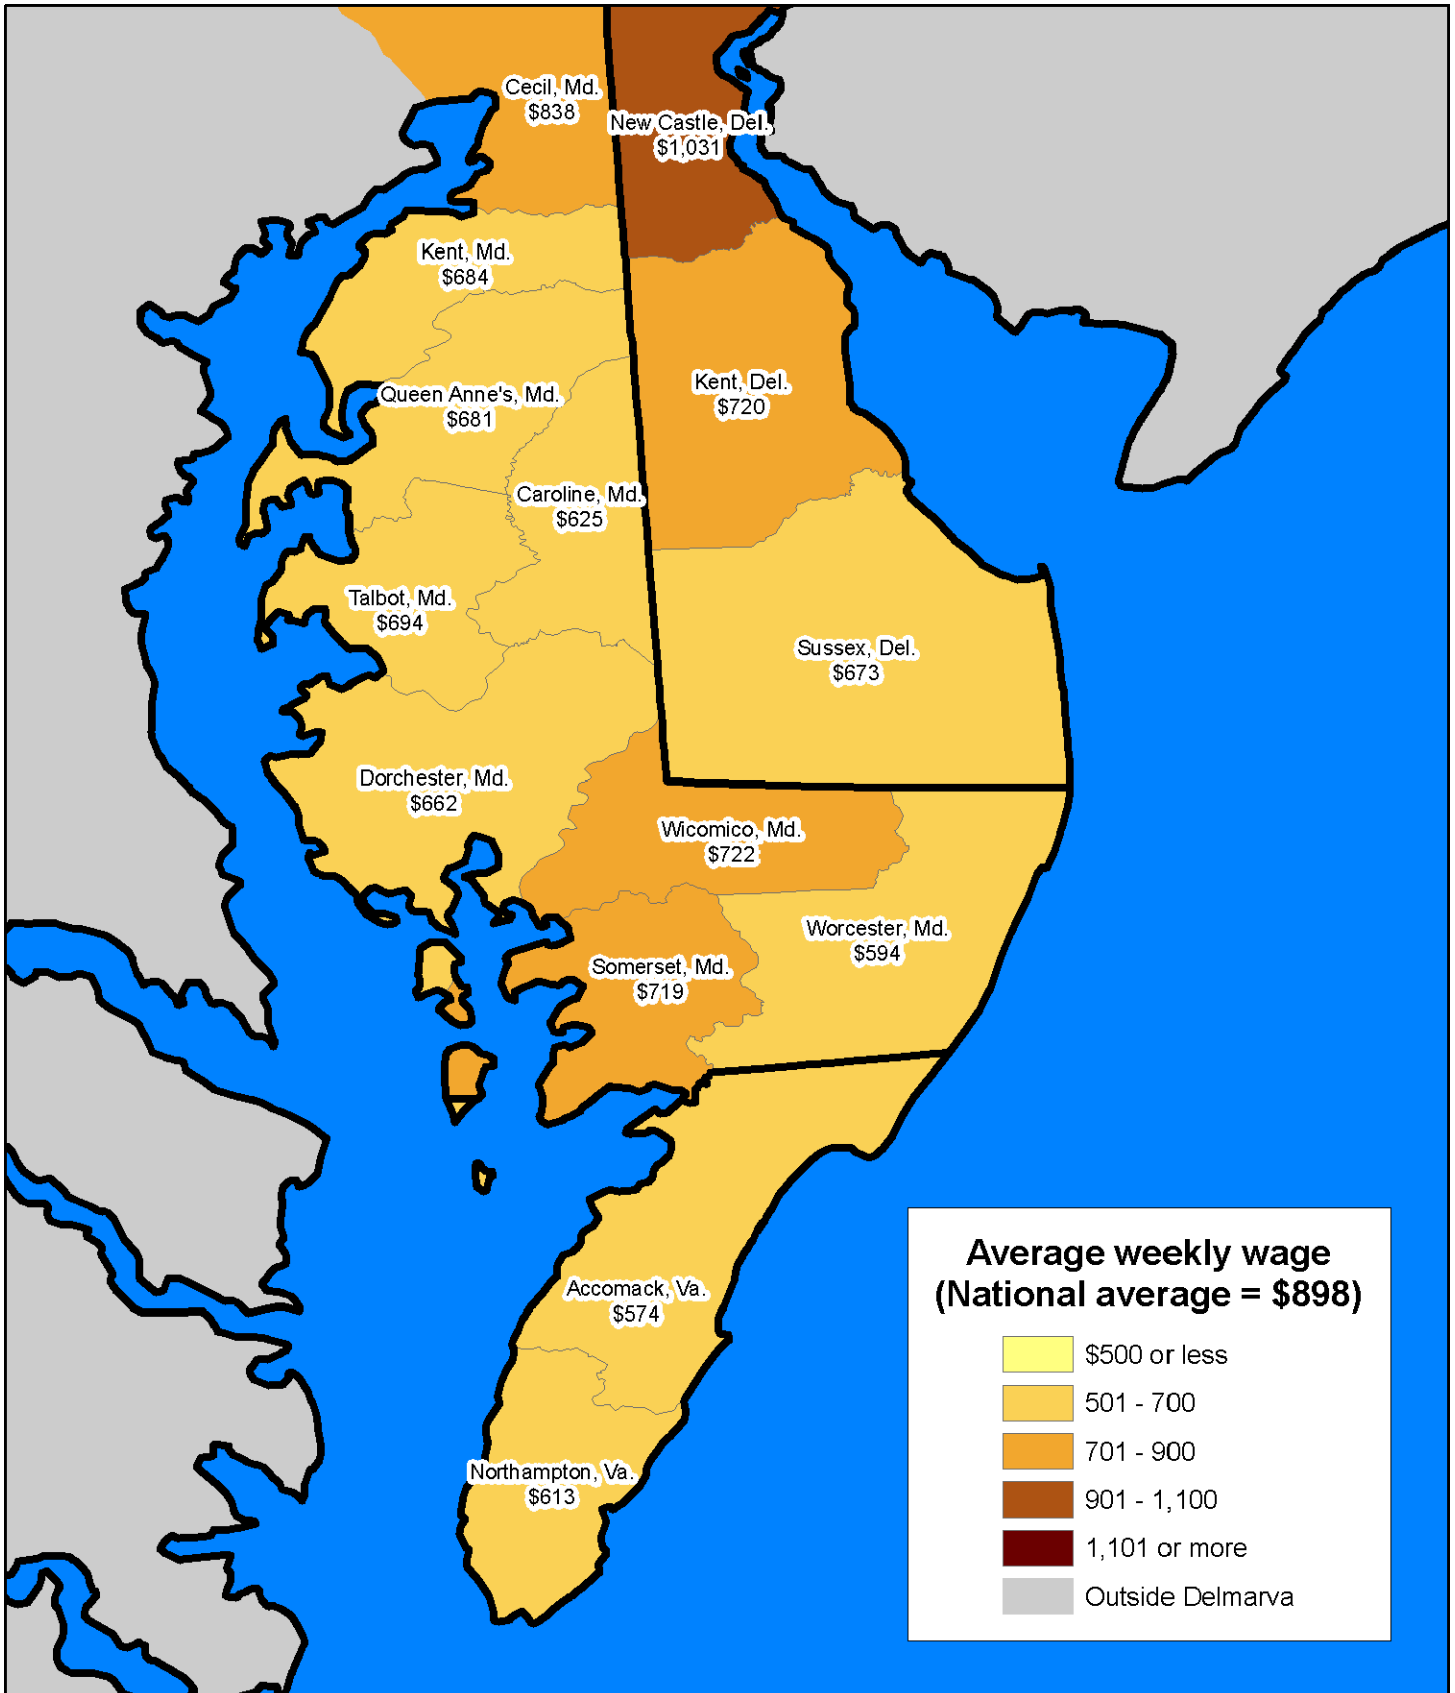 Cecil, Md.
$838
New Castle, Del.
$1,031
Kent, Md.
$684
Kent, Del.
$720
Queen Anne's, Md.
$681
Caroline, Md.
$625
Talbot, Md.
$694
Sussex, Del.
$673
Dorchester, Md.
$662
Wicomico, Md.
$722
Worcester, Md.
$594
Somerset, Md.
$719
Accomack, Va.
$574
Northampton, Va.
$613
Average weekly wage
(National average = $898)
$500 or less
501 - 700
701 - 900
901 - 1,100
1,101 or more
Outside Delmarva